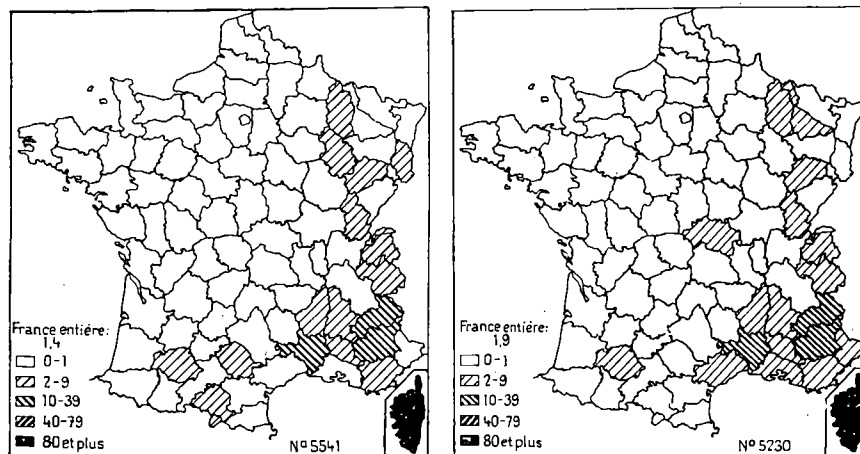 France entiére:
1,4
0-1
2-9
10-39
40-79
80 et plus
Nº 5541
France entière:
1,9
0-1
2-9
10-39
40-79
80 et plus
Nº 5230